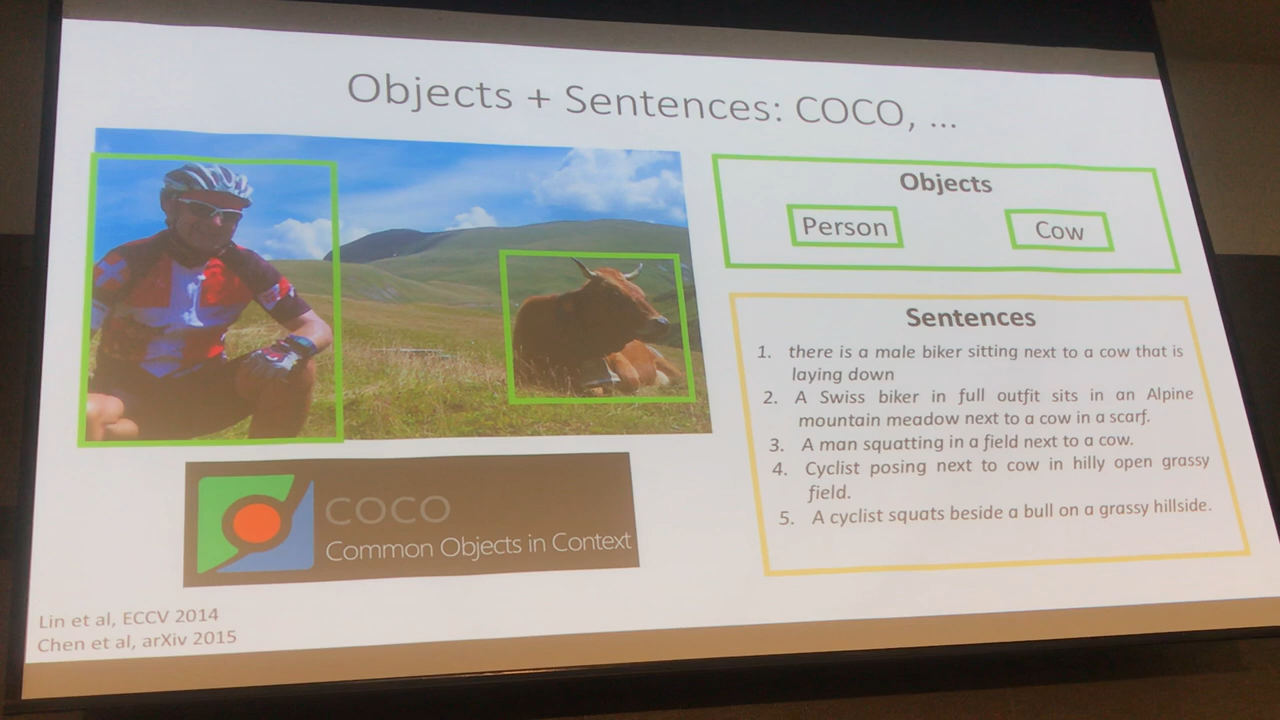 Objects + Sentences: COCO, ...
Objects
Person
Cow
Sentences
1. there is a male biker sitting next to a cow that is
laying down
2. A Swiss biker in full outfit sits in an Alpine
mountain meadow next to a cow in a scarf.
3. A man squatting in a field next to a cow.
4. Cyclist posing next to cow in hilly open grassy
field.
5. A cyclist squats beside a bull on a grassy hillside.
COCO
Common Objects in Context
Lin et al, ECCV 2014
Chen et al, arXiv 2015